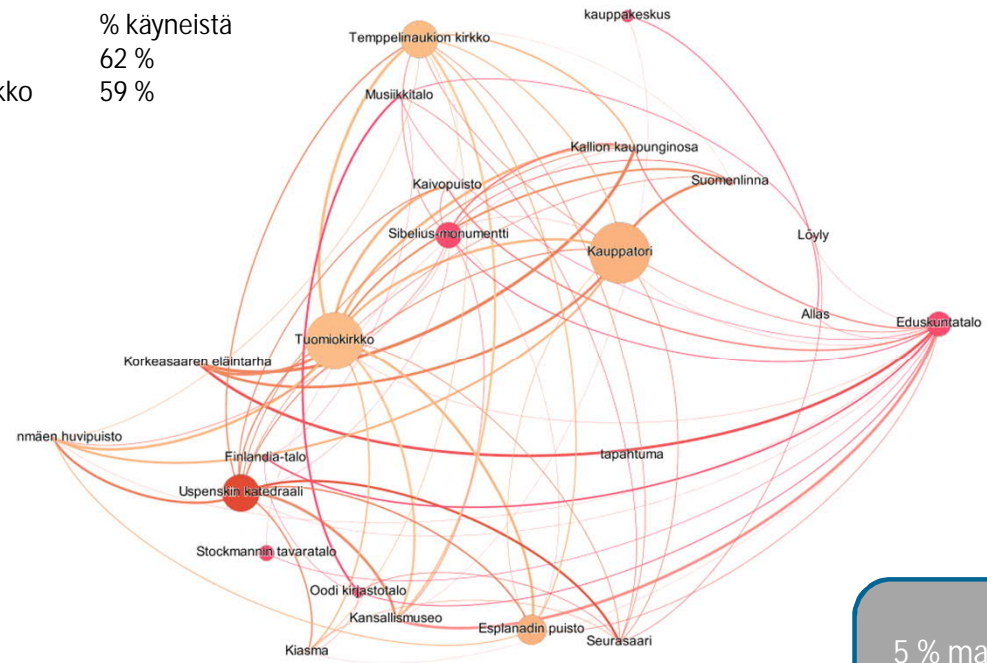 % käyneistä
62 %
kko 59 %
kauppakeskus
Temppelinaukion kirkko
Musiikkitalo
Kallion kaupunginosa
Kaivopuisto
Suomenlinna
Sibelius-monumentti
Löyly
Kauppatori
Allas
Eduskuntatalo
Tuomiokirkko
Korkeasaaren eläintarha
nmäen huvipuisto
Finlandia-talo
tapahtuma
Uspenskin katedraali
Stockmannin tavaratalo
Oodi kirjastotalo
Kansallismuseo
Esplanadin puisto
Seurasaari
Kiasma
5 % ma